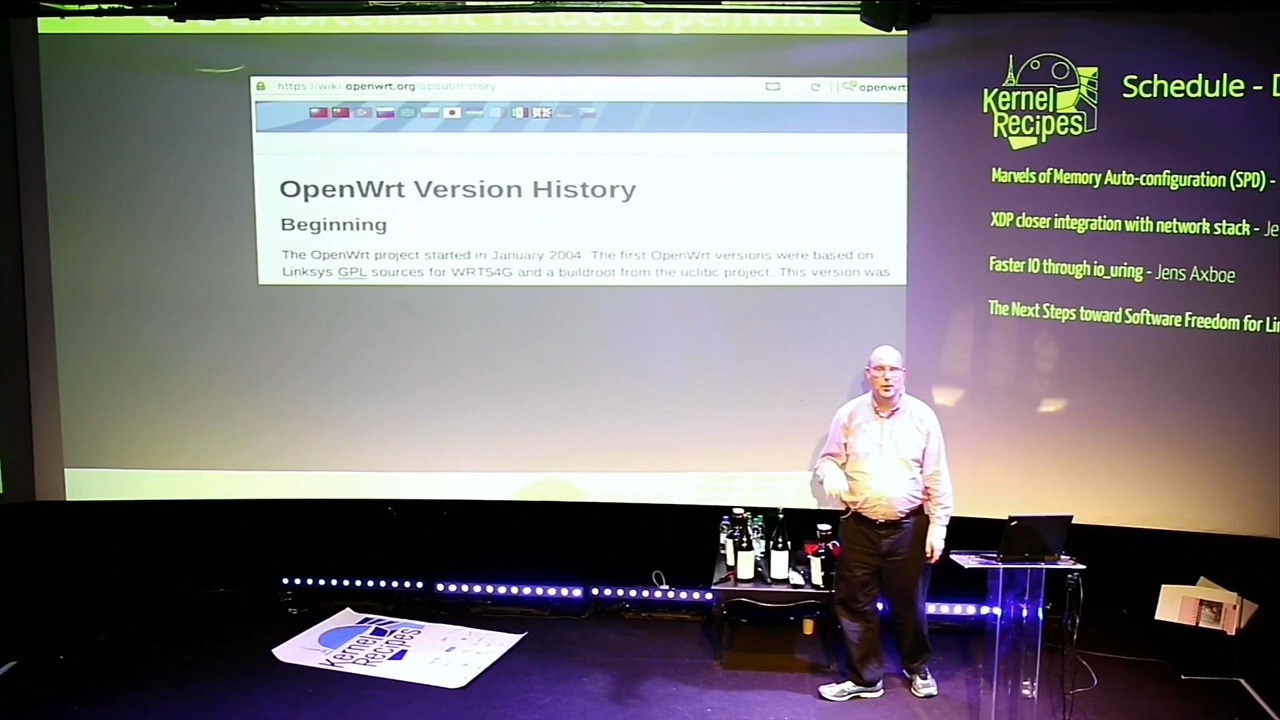 https://wiki.openwrt.org/about/history
openwrt
OpenWrt Version History
Beginning
The OpenWrt project started in January 2004. The first OpenWrt versions were based on
Linksys GPL sources for WRT54G and a buildroot from the uclibc project. This version was
Kernel
Recipes
Schedule - D
Marvels of Memory Auto-configuration (SPD) -
XDP closer integration with network stack - Je
Faster IO through io_uring - Jens Axboe
The Next Steps toward Software Freedom for Li
Kernel
Recipes